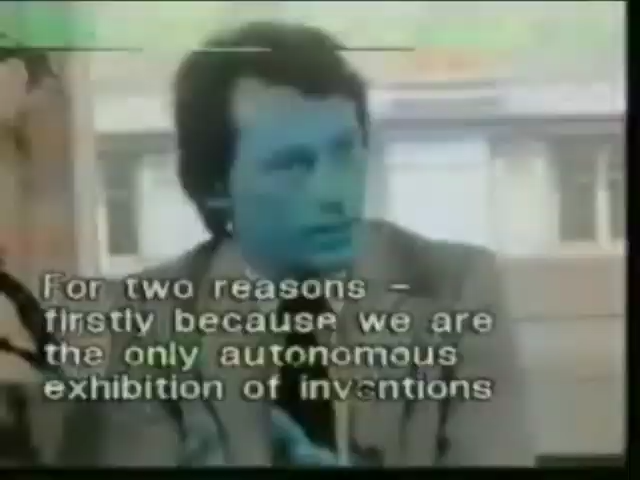 For two reasons –
firstly because we are
the only autonomous
exhibition of inventions